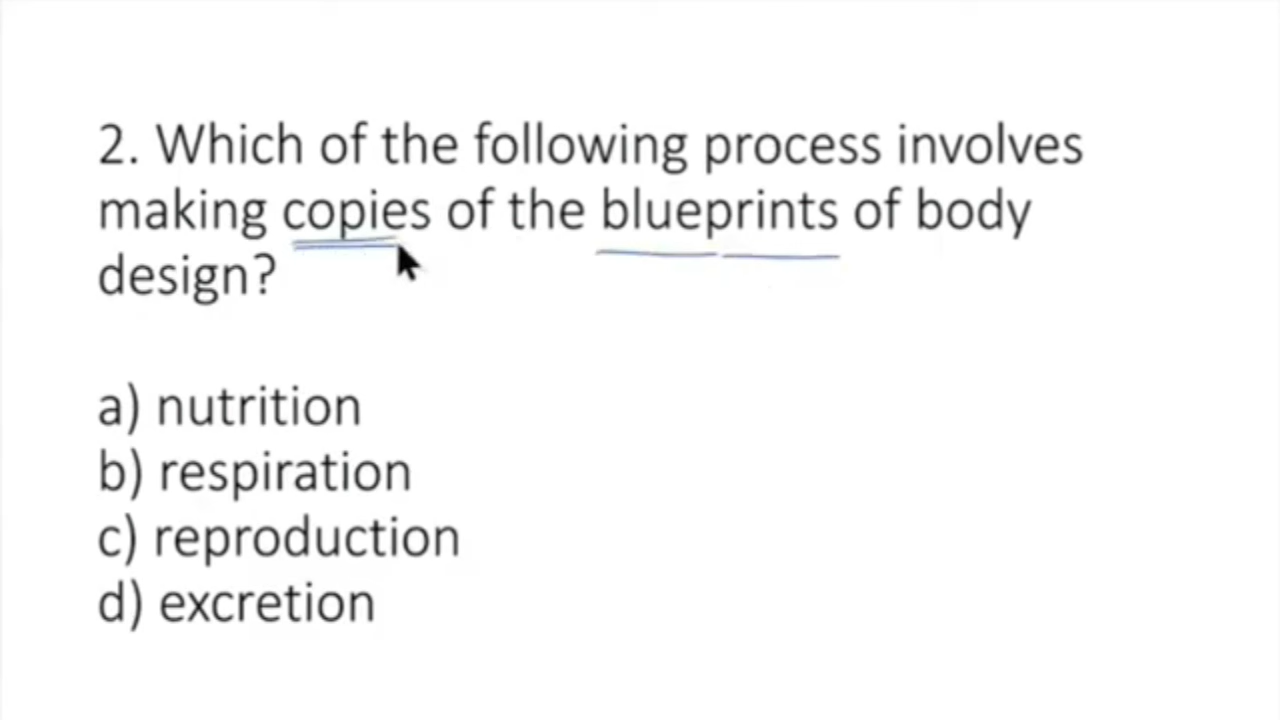 2. Which of the following process involves
making copies of the blueprints of body
design?
a) nutrition
b) respiration
c) reproduction
d) excretion